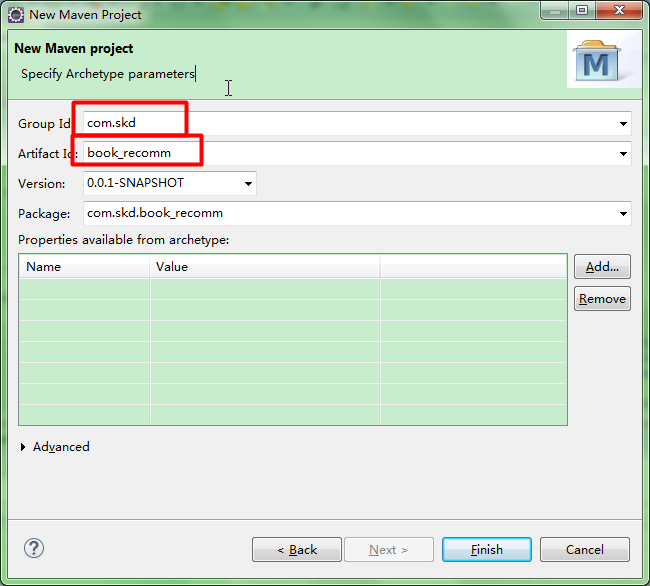 New Maven Project
New Maven project
Specify Archetype parameters
M
Group Id: com.skd
Artifact Id: book_recomm
Version: 0.0.1-SNAPSHOT
Package: com.skd.book_recomm
Properties available from archetype:
Name Value
Add...
Remove
Advanced
? < Back Next > Finish Cancel